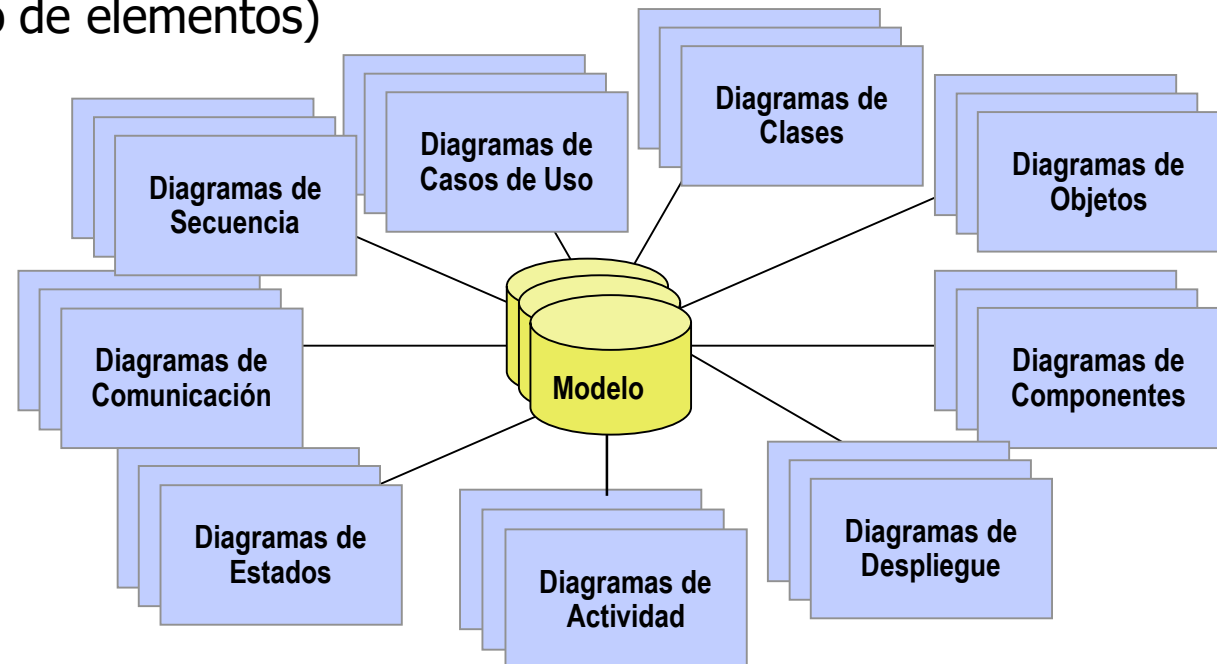 o de elementos)
Diagramas de
Clases
Diagramas de
Casos de Uso
Diagramas de
Objetos
Diagramas de
Secuencia
Diagramas de
Comunicación
Modelo
Diagramas de
Componentes
Diagramas de
Estados
Diagramas de
Despliegue
Diagramas de
Actividad